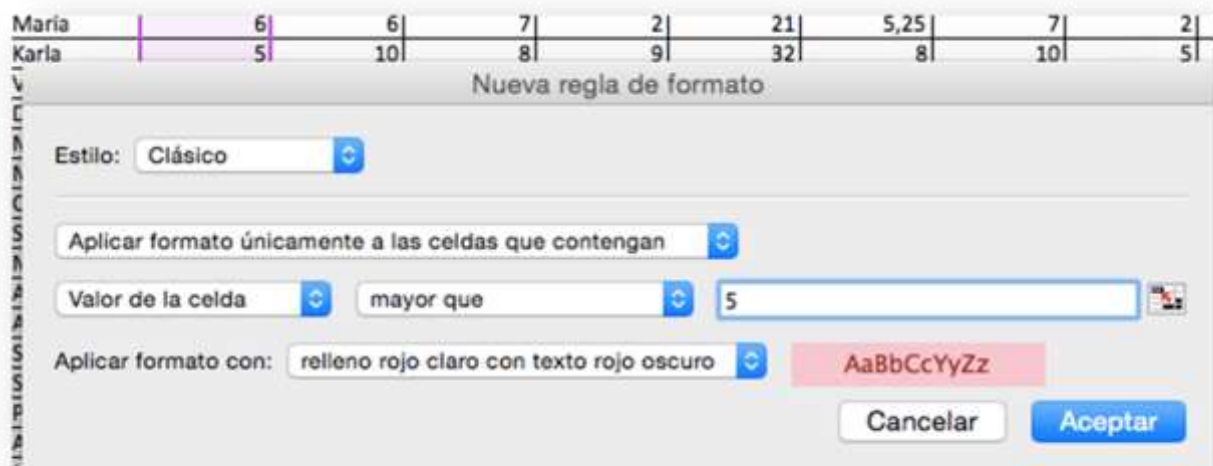 María 6 6 7 2 21 5,25 7 2
Karla 5 10 8 9 32 8 10 5
Nueva regla de formato
Estilo: Clásico
Aplicar formato únicamente a las celdas que contengan
Valor de la celda mayor que 5
Aplicar formato con: relleno rojo claro con texto rojo oscuro AaBbCcYyZz
Cancelar Aceptar